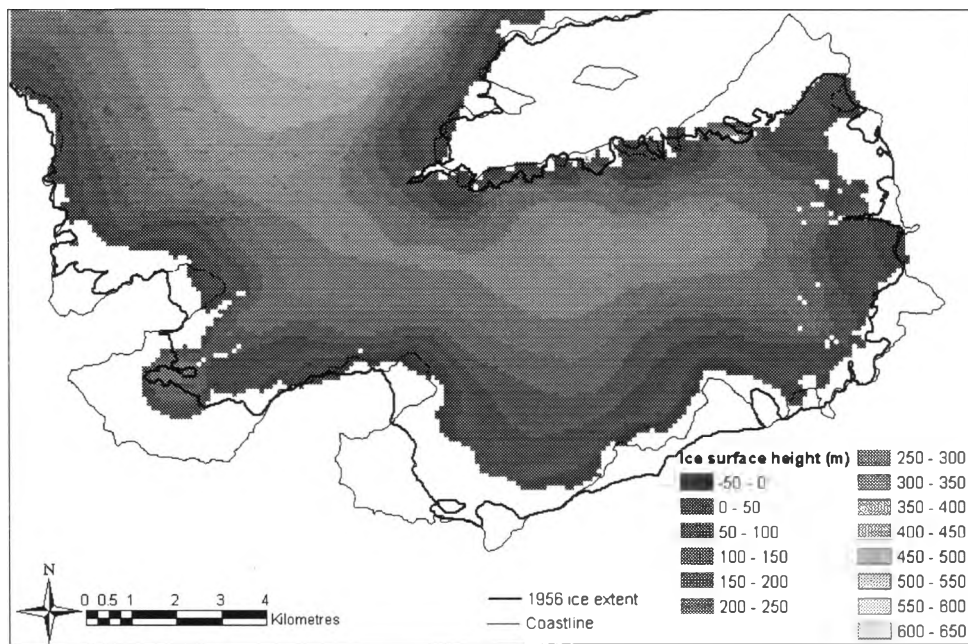 Ice surface height (m)
-50 - 0
0 - 50
50 - 100
100 - 150
150 - 200
200 - 250
250 - 300
300 - 350
350 - 400
400 - 450
450 - 500
500 - 550
550 - 600
600 - 650
N
0 0.5 1 2 3 4
Kilometres
1956 ice extent
Coastline